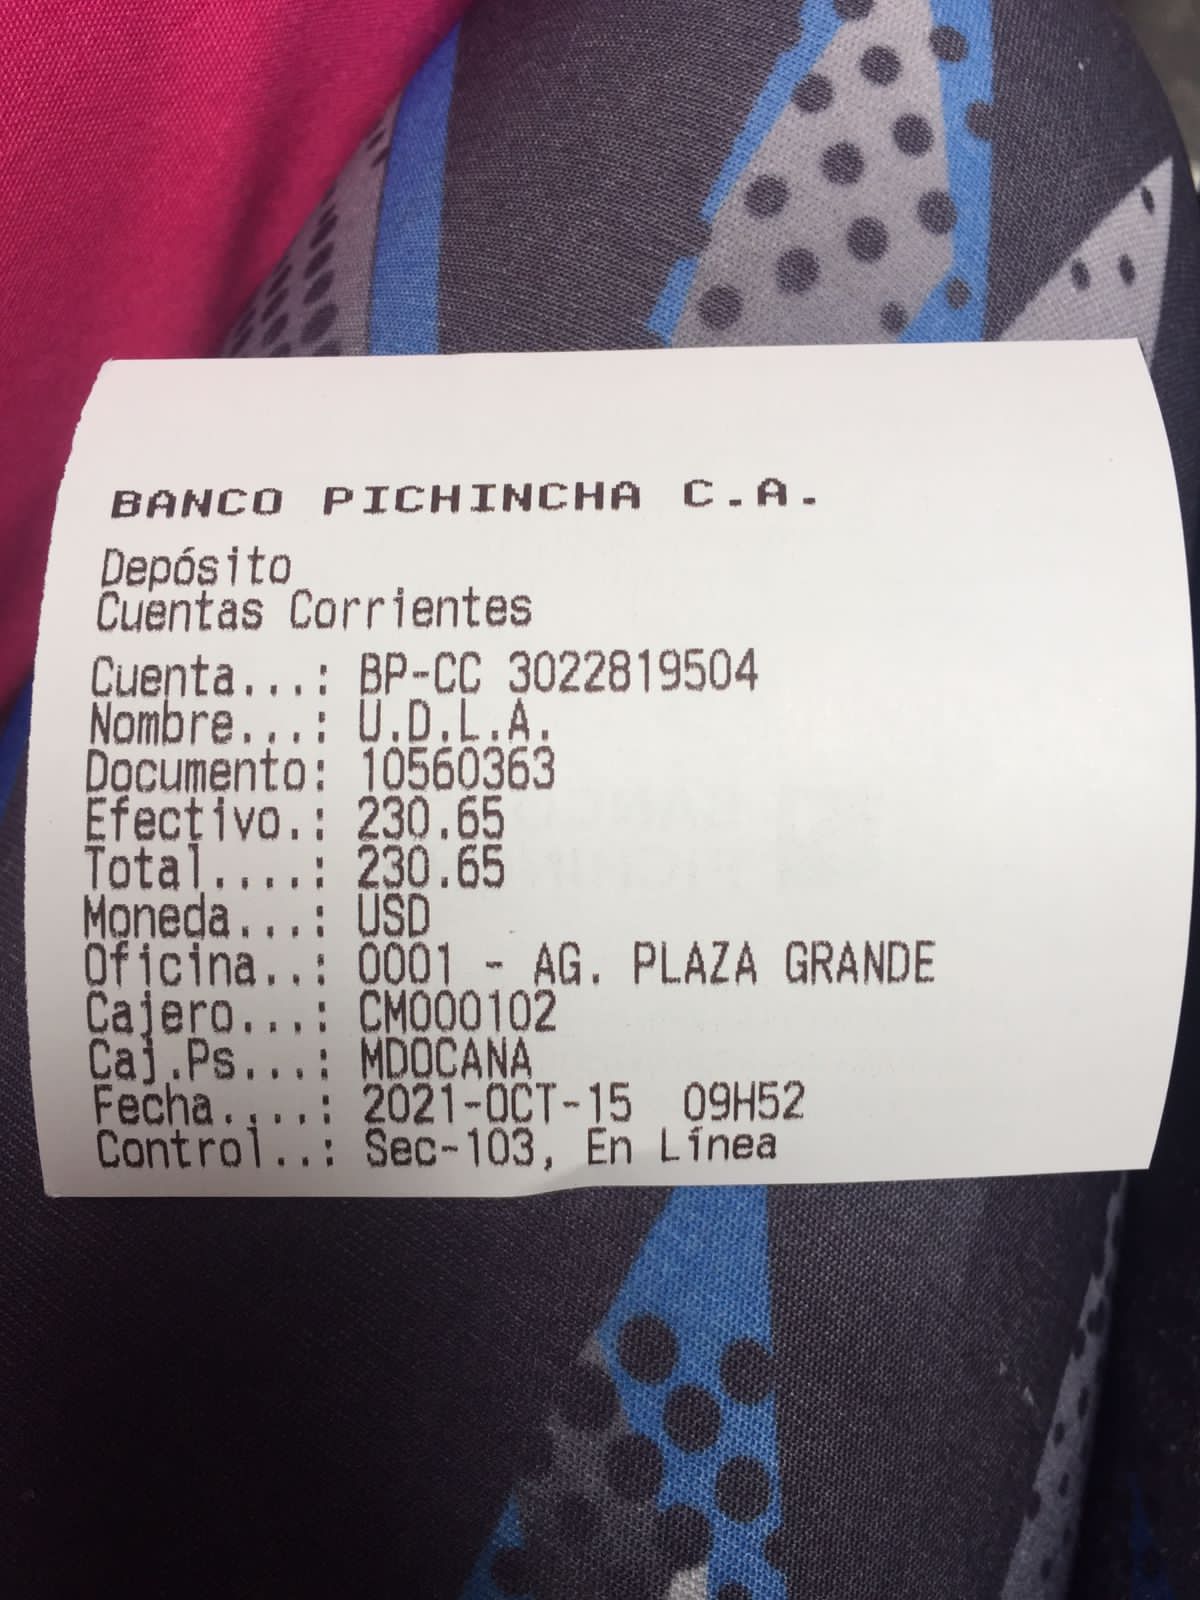 BANCO PICHINCHA C.A.
Depósito
Cuentas Corrientes
Cuenta...: BP-CC 3022819504
Nombre...: U.D.L.A.
Documento: 10560363
Efectivo.: 230.65
Total....: 230.65
Moneda...: USD
Oficina..: 0001 - AG. PLAZA GRANDE
Cajero...: CM000102
Caj.Ps...: MDOCANA
Fecha....: 2021-OCT-15 09H52
Control..: Sec-103, En Línea